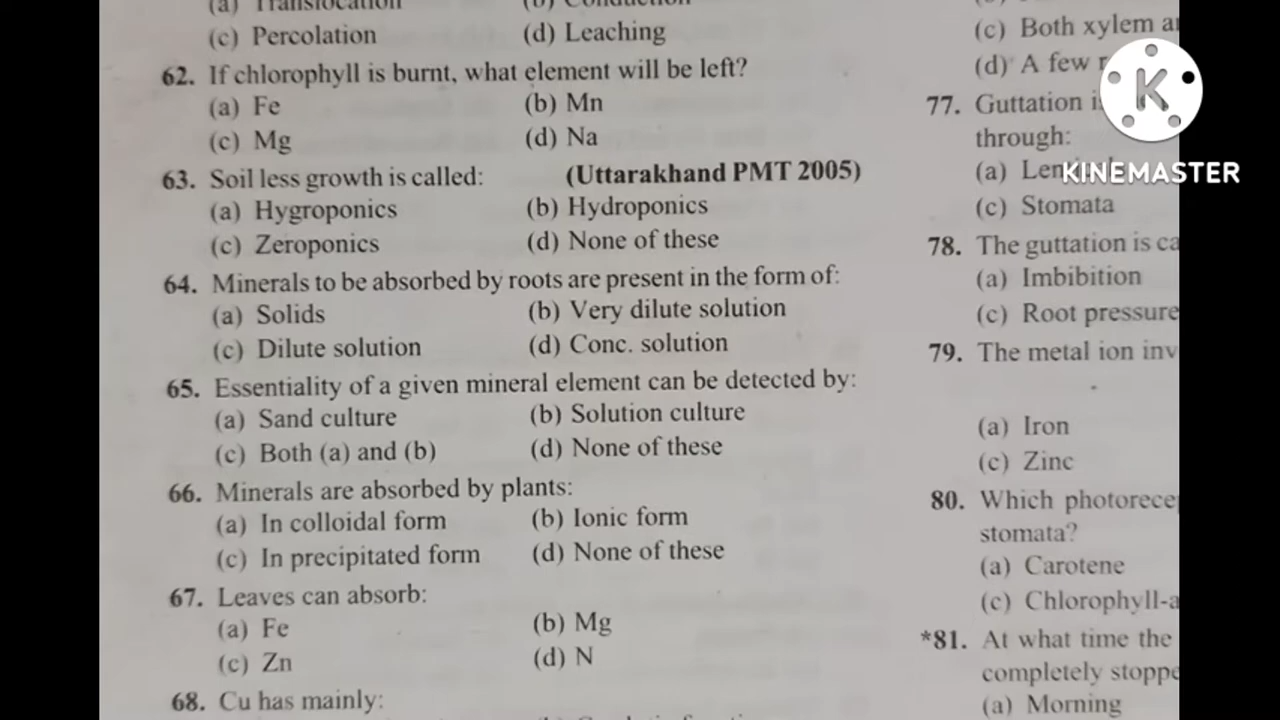 (a) Translocation (b) Conduction
(c) Percolation (d) Leaching
62. If chlorophyll is burnt, what element will be left?
(a) Fe (b) Mn
(c) Mg (d) Na
63. Soil less growth is called: (Uttarakhand PMT 2005)
(a) Hygroponics (b) Hydroponics
(c) Zeroponics (d) None of these
64. Minerals to be absorbed by roots are present in the form of:
(a) Solids (b) Very dilute solution
(c) Dilute solution (d) Conc. solution
65. Essentiality of a given mineral element can be detected by:
(a) Sand culture (b) Solution culture
(c) Both (a) and (b) (d) None of these
66. Minerals are absorbed by plants:
(a) In colloidal form (b) Ionic form
(c) In precipitated form (d) None of these
67. Leaves can absorb:
(a) Fe (b) Mg
(c) Zn (d) N
68. Cu has mainly:
(c) Both xylem
(d) A few
77. Guttation
through:
(a)
(c) Stomata
78. The guttation is
(a) Imbibition
(c) Root pressure
79. The metal ion
(a) Iron
(c) Zinc
80. Which
stomata?
(a) Carotene
(c) Chlorophyll-a
*81. At what time the
completely
(a) Morning
K
KINEMASTER